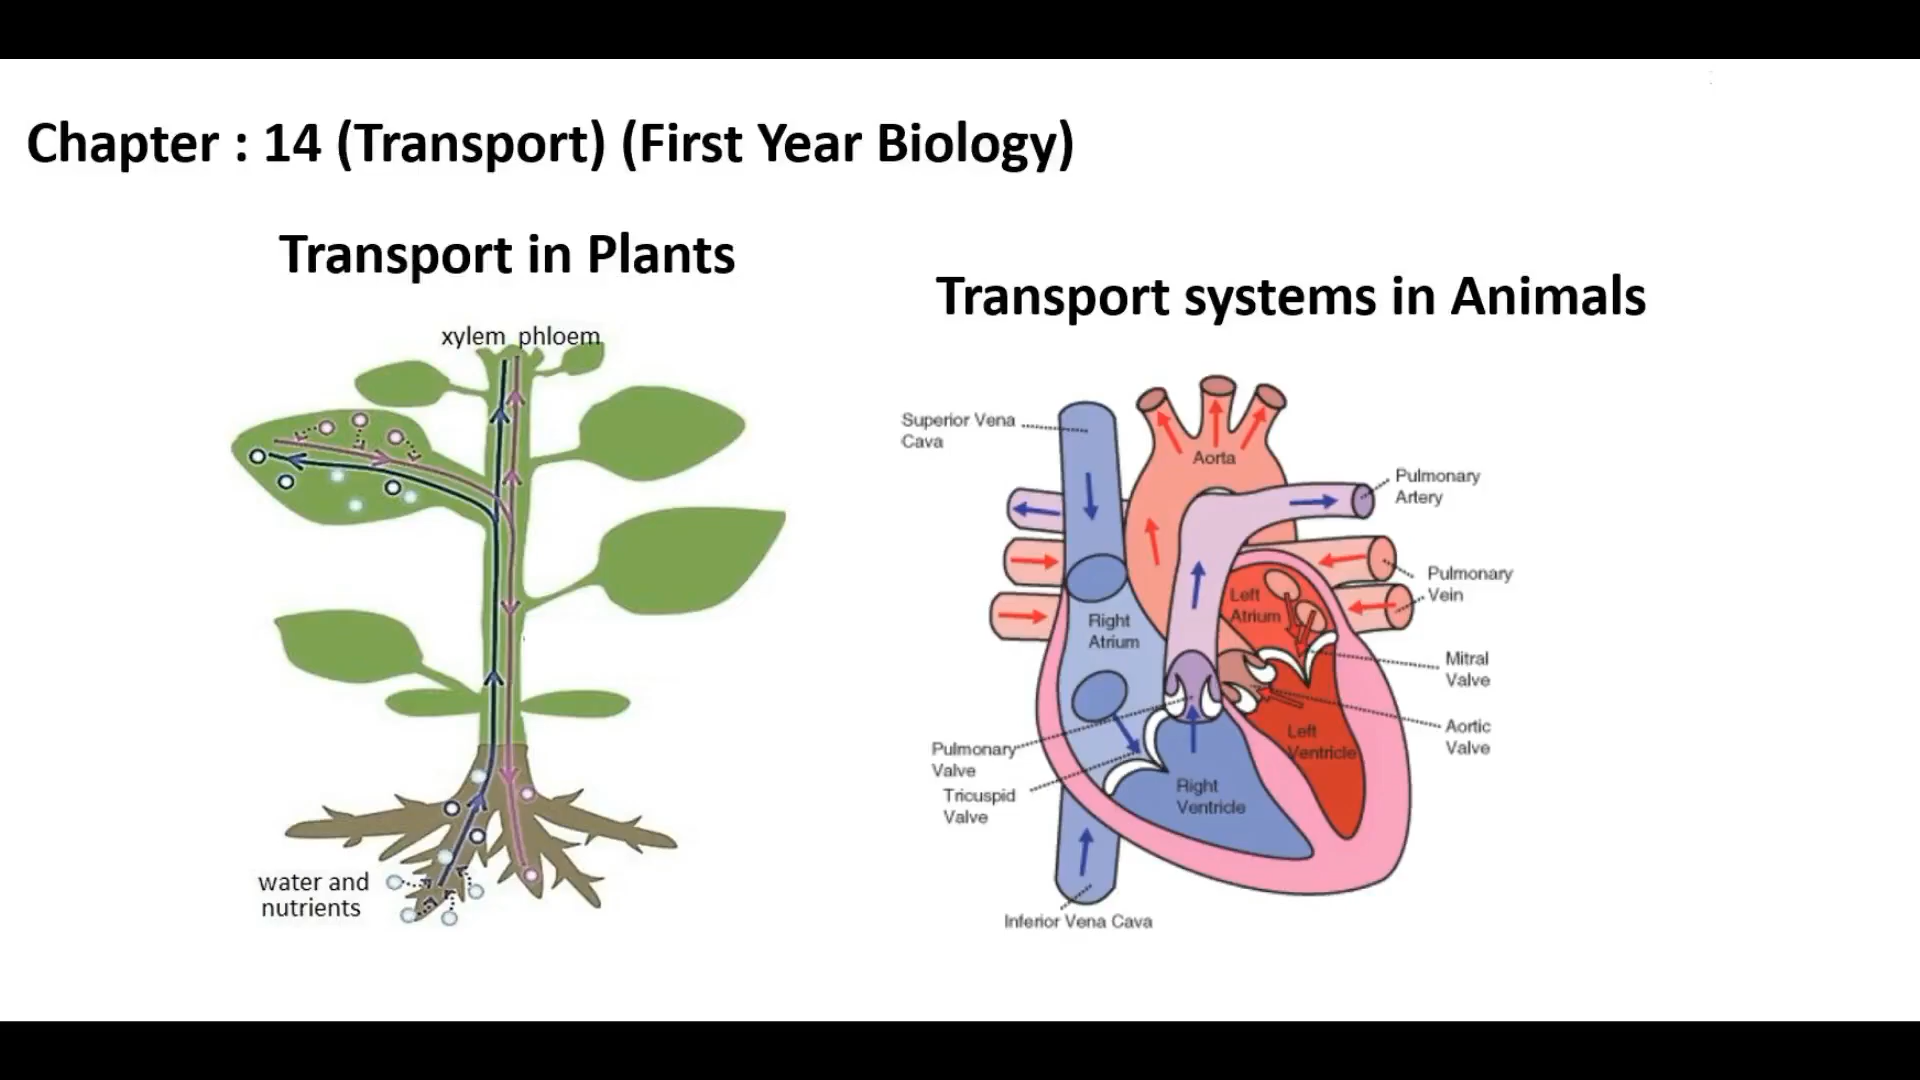 Chapter : 14 (Transport) (First Year Biology)
Transport in Plants
xylem phloem
water and
nutrients
Transport systems in Animals
Superior Vena
Cava
Aorta
Pulmonary
Artery
Pulmonary
Vein
Left
Atrium
Right
Atrium
Mitral
Valve
Aortic
Valve
Left
Ventricle
Pulmonary
Valve
Tricuspid
Valve
Right
Ventricle
Inferior Vena Cava